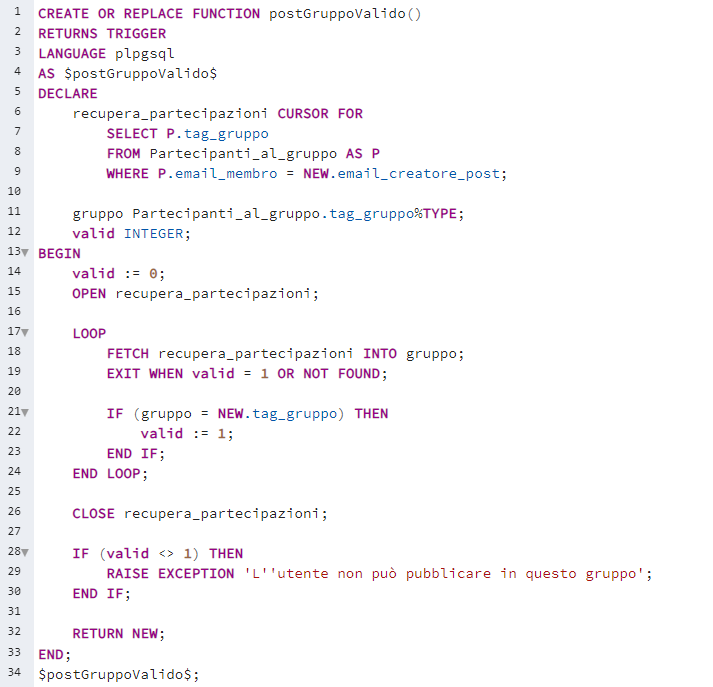 1 CREATE OR REPLACE FUNCTION postGruppoValido()
2 RETURNS TRIGGER
3 LANGUAGE plpgsql
4 AS $postGruppoValido$
5 DECLARE
6     recupera_partecipazioni CURSOR FOR
7         SELECT P.tag_gruppo
8         FROM Partecipanti_al_gruppo AS P
9         WHERE P.email_membro = NEW.email_creatore_post;
10
11     gruppo Partecipanti_al_gruppo.tag_gruppo%TYPE;
12     valid INTEGER;
13 BEGIN
14     valid := 0;
15     OPEN recupera_partecipazioni;
16
17     LOOP
18         FETCH recupera_partecipazioni INTO gruppo;
19         EXIT WHEN valid = 1 OR NOT FOUND;
20
21         IF (gruppo = NEW.tag_gruppo) THEN
22             valid := 1;
23         END IF;
24     END LOOP;
25
26     CLOSE recupera_partecipazioni;
27
28     IF (valid <> 1) THEN
29         RAISE EXCEPTION 'L''utente non può pubblicare in questo gruppo';
30     END IF;
31
32     RETURN NEW;
33 END;
34 $postGruppoValido$;